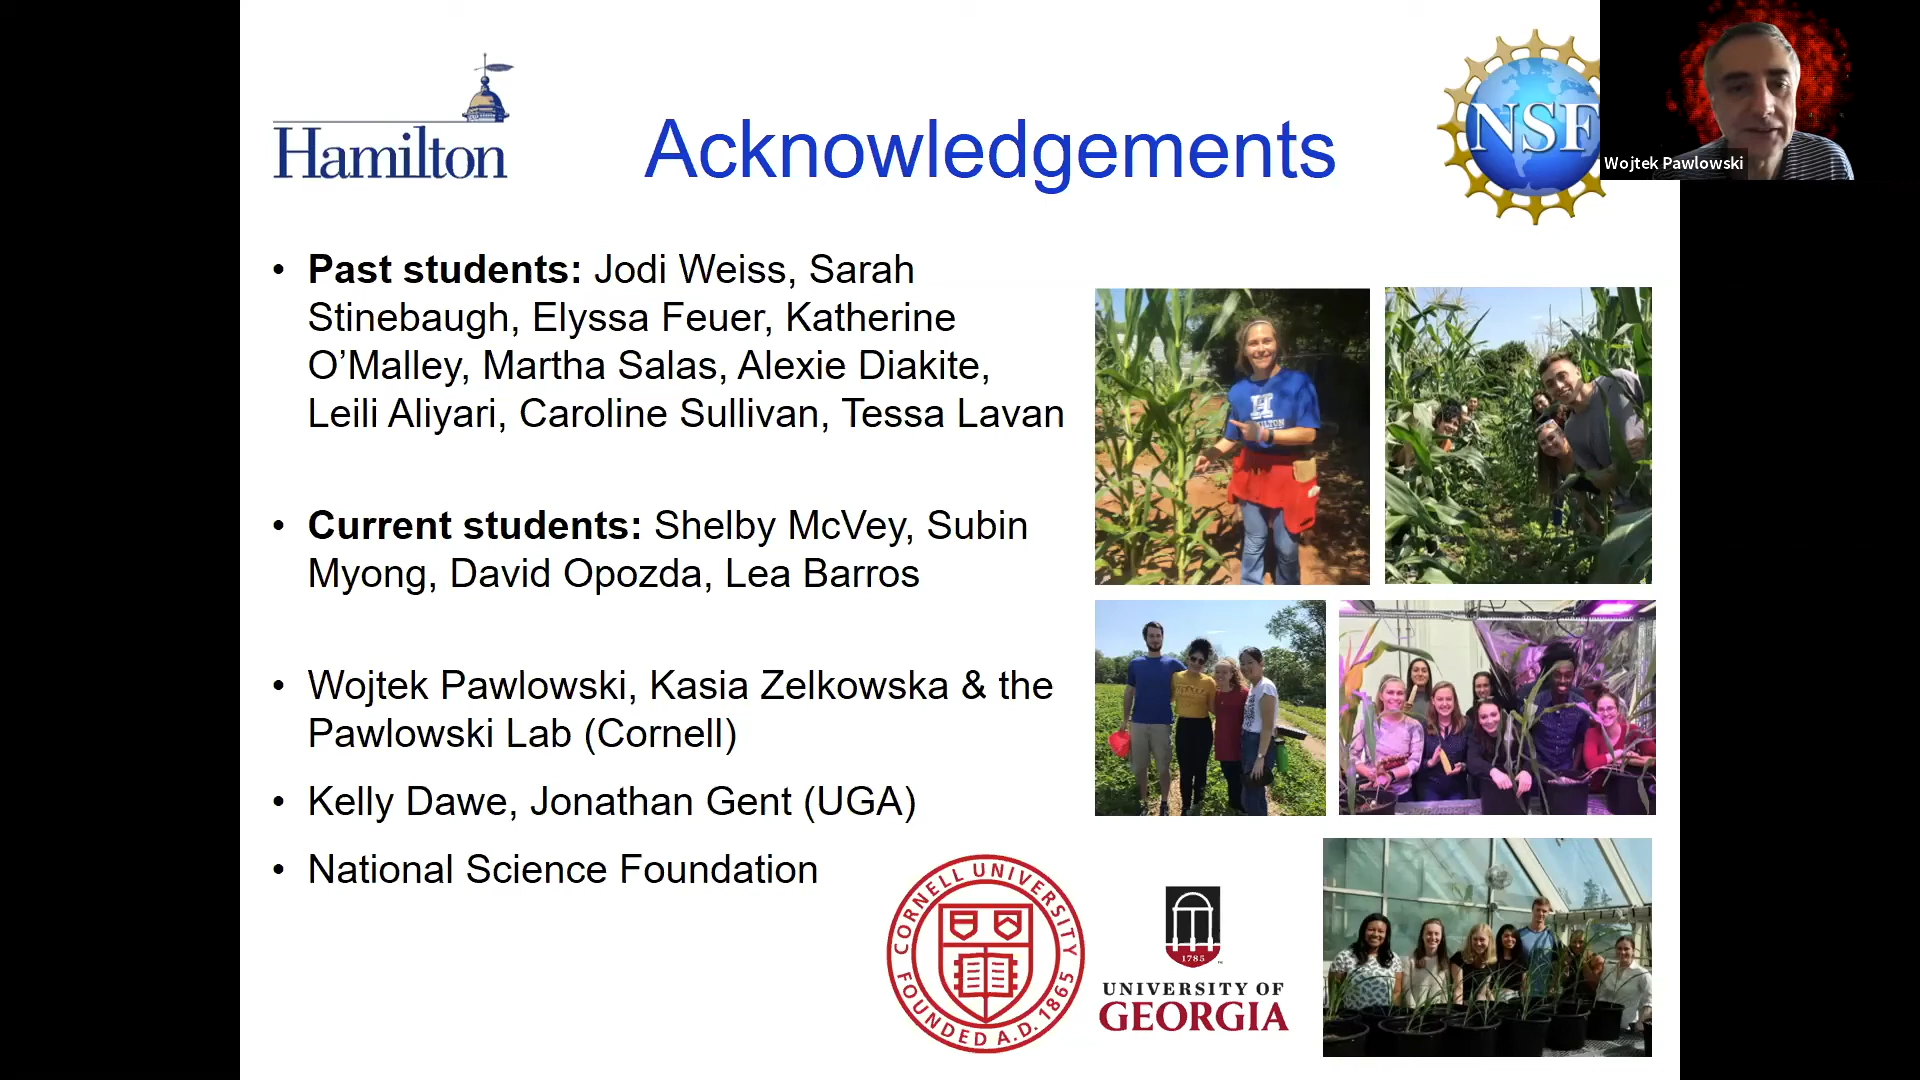 Hamilton
Acknowledgements
NSF
Wojtek Pawlowski
• Past students: Jodi Weiss, Sarah
Stinebaugh, Elyssa Feuer, Katherine
O’Malley, Martha Salas, Alexie Diakite,
Leili Aliyari, Caroline Sullivan, Tessa Lavan
• Current students: Shelby McVey, Subin
Myong, David Opozda, Lea Barros
• Wojtek Pawlowski, Kasia Zelkowska & the
Pawlowski Lab (Cornell)
• Kelly Dawe, Jonathan Gent (UGA)
• National Science Foundation
H
CORNELL UNIVERSITY
FOUNDED A.D. 1865
1785
UNIVERSITY OF
GEORGIA